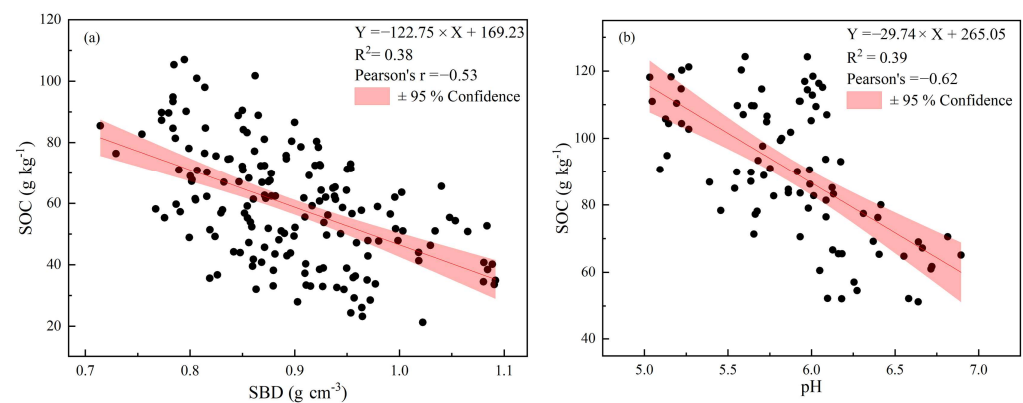 (a)
Y =−122.75 × X + 169.23
R²= 0.38
Pearson's r =−0.53
± 95 % Confidence
120
100
80
60
40
20
SOC (g kg⁻¹)
0.7 0.8 0.9 1.0 1.1
SBD (g cm⁻³)
(b)
Y =−29.74 × X + 265.05
R² = 0.39
Pearson's =−0.62
± 95 % Confidence
120
100
80
60
40
SOC (g kg⁻¹)
5.0 5.5 6.0 6.5 7.0
pH